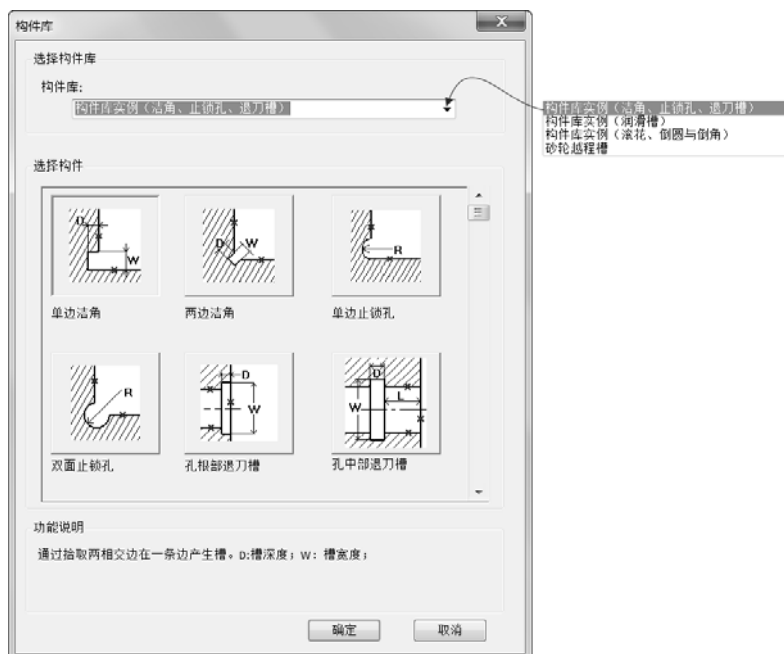 构件库
选择构件库
构件库:
构件库实例（洁角、止锁孔、退刀槽）
构件库实例（洁角、止锁孔、退刀槽）
构件库实例（润滑槽）
构件库实例（滚花、倒圆与倒角）
砂轮越程槽
选择构件
D
W
D
W
R
单边洁角
两边洁角
单边止锁孔
R
D
W
D
L
W
双面止锁孔
孔根部退刀槽
孔中部退刀槽
功能说明
通过拾取两相交边在一条边产生槽。D:槽深度；W：槽宽度；
确定
取消